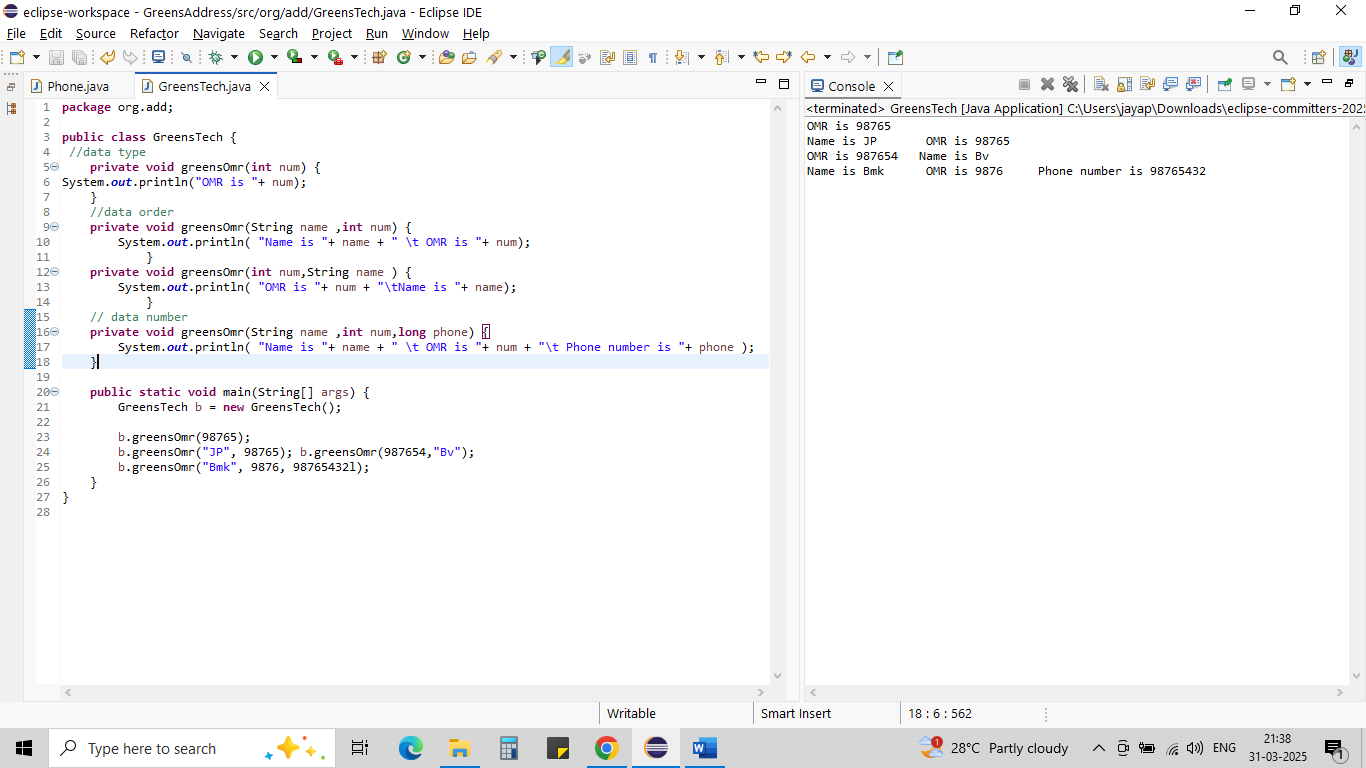 eclipse-workspace - GreensAddress/src/org/add/GreensTech.java - Eclipse IDE
File Edit Source Refactor Navigate Search Project Run Window Help
Phone.java GreensTech.java
1 package org.add;
2
3 public class GreensTech {
4 //data type
5 private void greensOmr(int num) {
6 System.out.println("OMR is "+ num);
7 }
8 //data order
9 private void greensOmr(String name ,int num) {
10 System.out.println( "Name is "+ name + " \t OMR is "+ num);
11 }
12 private void greensOmr(int num,String name ) {
13 System.out.println( "OMR is "+ num + "\tName is "+ name);
14 }
15 // data number
16 private void greensOmr(String name ,int num,long phone) {
17 System.out.println( "Name is "+ name + " \t OMR is "+ num + "\t Phone number is "+ phone );
18 }
19
20 public static void main(String[] args) {
21 GreensTech b = new GreensTech();
22
23 b.greensOmr(98765);
24 b.greensOmr("JP", 98765); b.greensOmr(987654,"Bv");
25 b.greensOmr("Bmk", 9876, 98765432l);
26 }
27 }
28
Console
<terminated> GreensTech [Java Application] C:\Users\jayap\Downloads\eclipse-committers-202
OMR is 98765
Name is JP OMR is 98765
OMR is 987654 Name is Bv
Name is Bmk OMR is 9876 Phone number is 98765432
Writable Smart Insert 18 : 6 : 562
Type here to search 1 28°C Partly cloudy ENG 21:38
31-03-2025 1